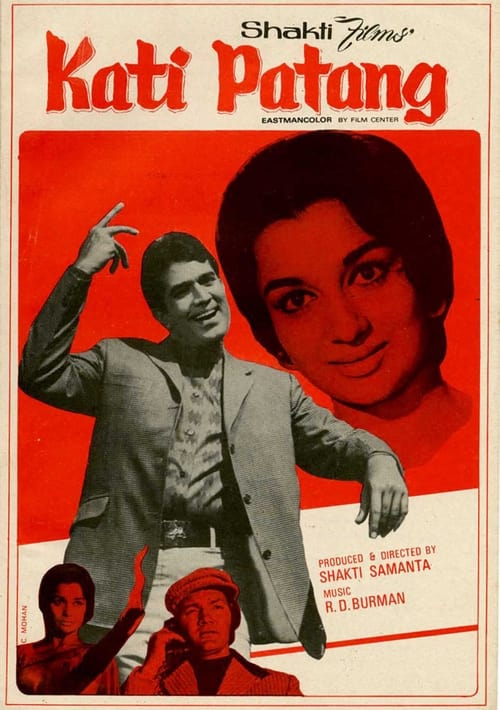 Shakti Films'
Kati Patang
EASTMANCOLOR BY FILM CENTER
PRODUCED & DIRECTED BY
SHAKTI SAMANTA
MUSIC
R.D.BURMAN
C. MOHAN